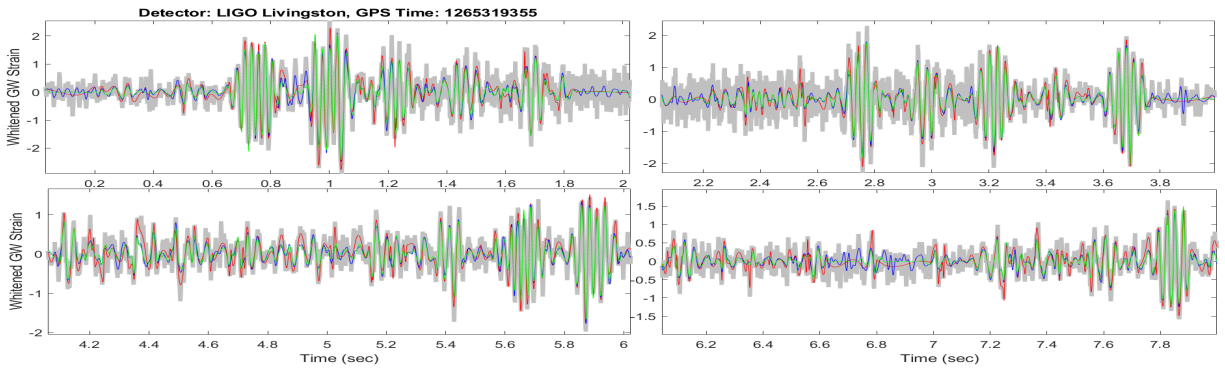 Detector: LIGO Livingston, GPS Time: 1265319355
Whitened GW Strain
2
1
0
-1
-2
0.2 0.4 0.6 0.8 1 1.2 1.4 1.6 1.8 2
2
1
0
-1
-2
2.2 2.4 2.6 2.8 3 3.2 3.4 3.6 3.8
Whitened GW Strain
1
0
-1
-2
4.2 4.4 4.6 4.8 5 5.2 5.4 5.6 5.8 6
Time (sec)
1.5
1
0.5
0
-0.5
-1
-1.5
6.2 6.4 6.6 6.8 7 7.2 7.4 7.6 7.8
Time (sec)